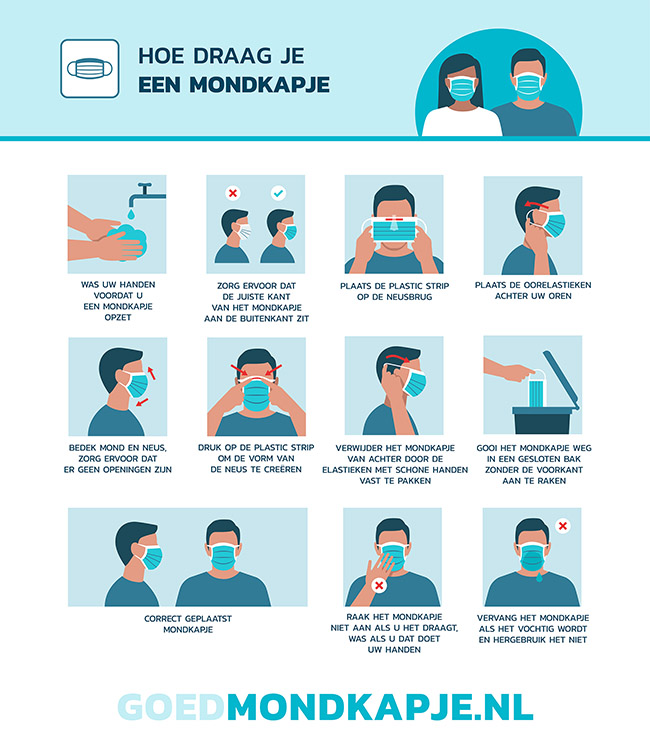 HOE DRAAG JE
EEN MONDKAPJE
WAS UW HANDEN
VOORDAT U
EEN MONDKAPJE
OPZET
ZORG ERVOOR DAT
DE JUISTE KANT
VAN HET MONDKAPJE
AAN DE BUITENKANT ZIT
PLAATS DE PLASTIC STRIP
OP DE NEUSBRUG
PLAATS DE OORELASTIEKEN
ACHTER UW OREN
BEDEK MOND EN NEUS,
ZORG ERVOOR DAT
ER GEEN OPENINGEN ZIJN
DRUK OP DE PLASTIC STRIP
OM DE VORM VAN
DE NEUS TE CREËREN
VERWIJDER HET MONDKAPJE
VAN ACHTER DOOR DE
ELASTIEKEN MET SCHONE HANDEN
VAST TE PAKKEN
GOOI HET MONDKAPJE WEG
IN EEN GESLOTEN BAK
ZONDER DE VOORKANT
AAN TE RAKEN
CORRECT GEPLAATST
MONDKAPJE
RAAK HET MONDKAPJE
NIET AAN ALS U HET DRAAGT,
WAS ALS U DAT DOET
UW HANDEN
VERVANG HET MONDKAPJE
ALS HET VOCHTIG WORDT
EN HERGEBRUIK HET NIET
GOEDMONDKAPJE.NL